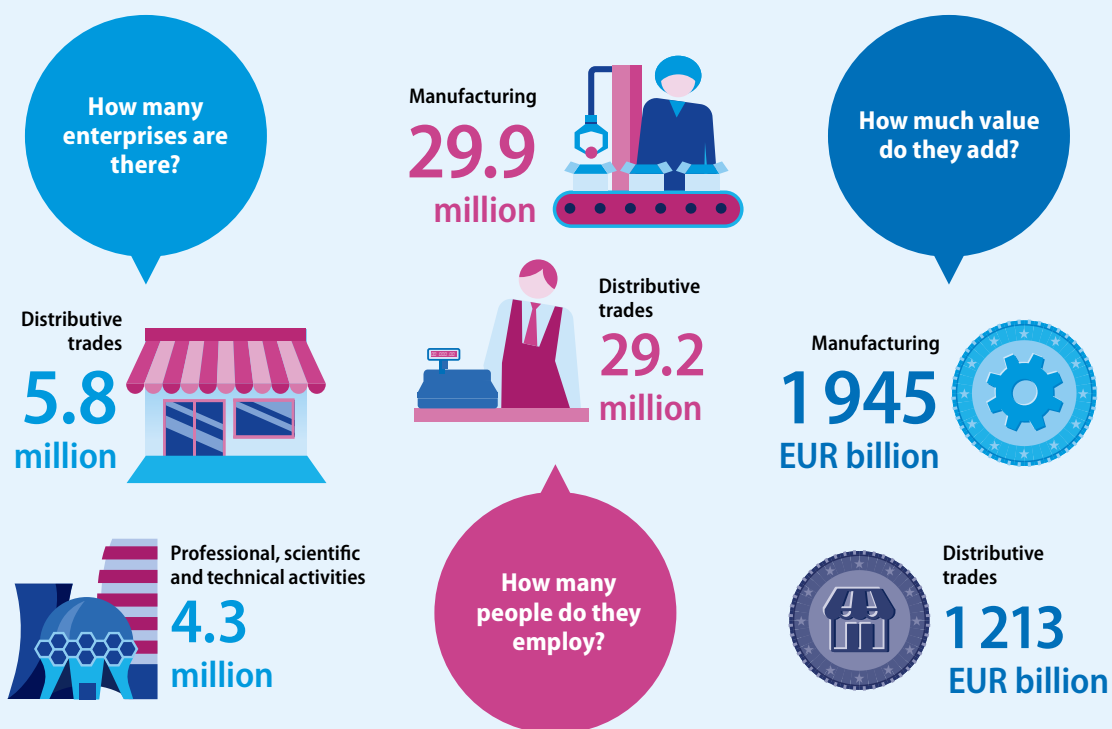 How many
enterprises are
there?
Distributive
trades
5.8
million
Professional, scientific
and technical activities
4.3
million
Manufacturing
29.9
million
Distributive
trades
29.2
million
How many
people do they
employ?
How much value
do they add?
Manufacturing
1 945
EUR billion
Distributive
trades
1 213
EUR billion